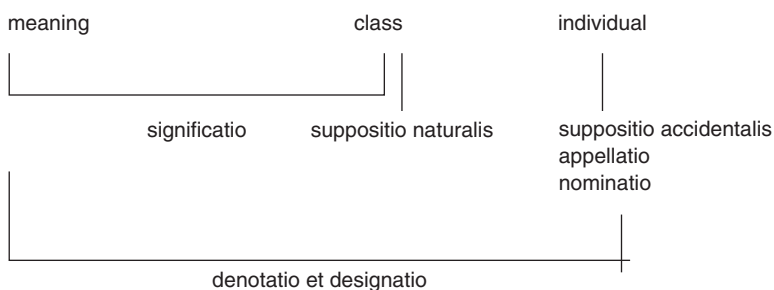 meaning class individual
significatio suppositio naturalis suppositio accidentalis
appellatio
nominatio
denotatio et designatio